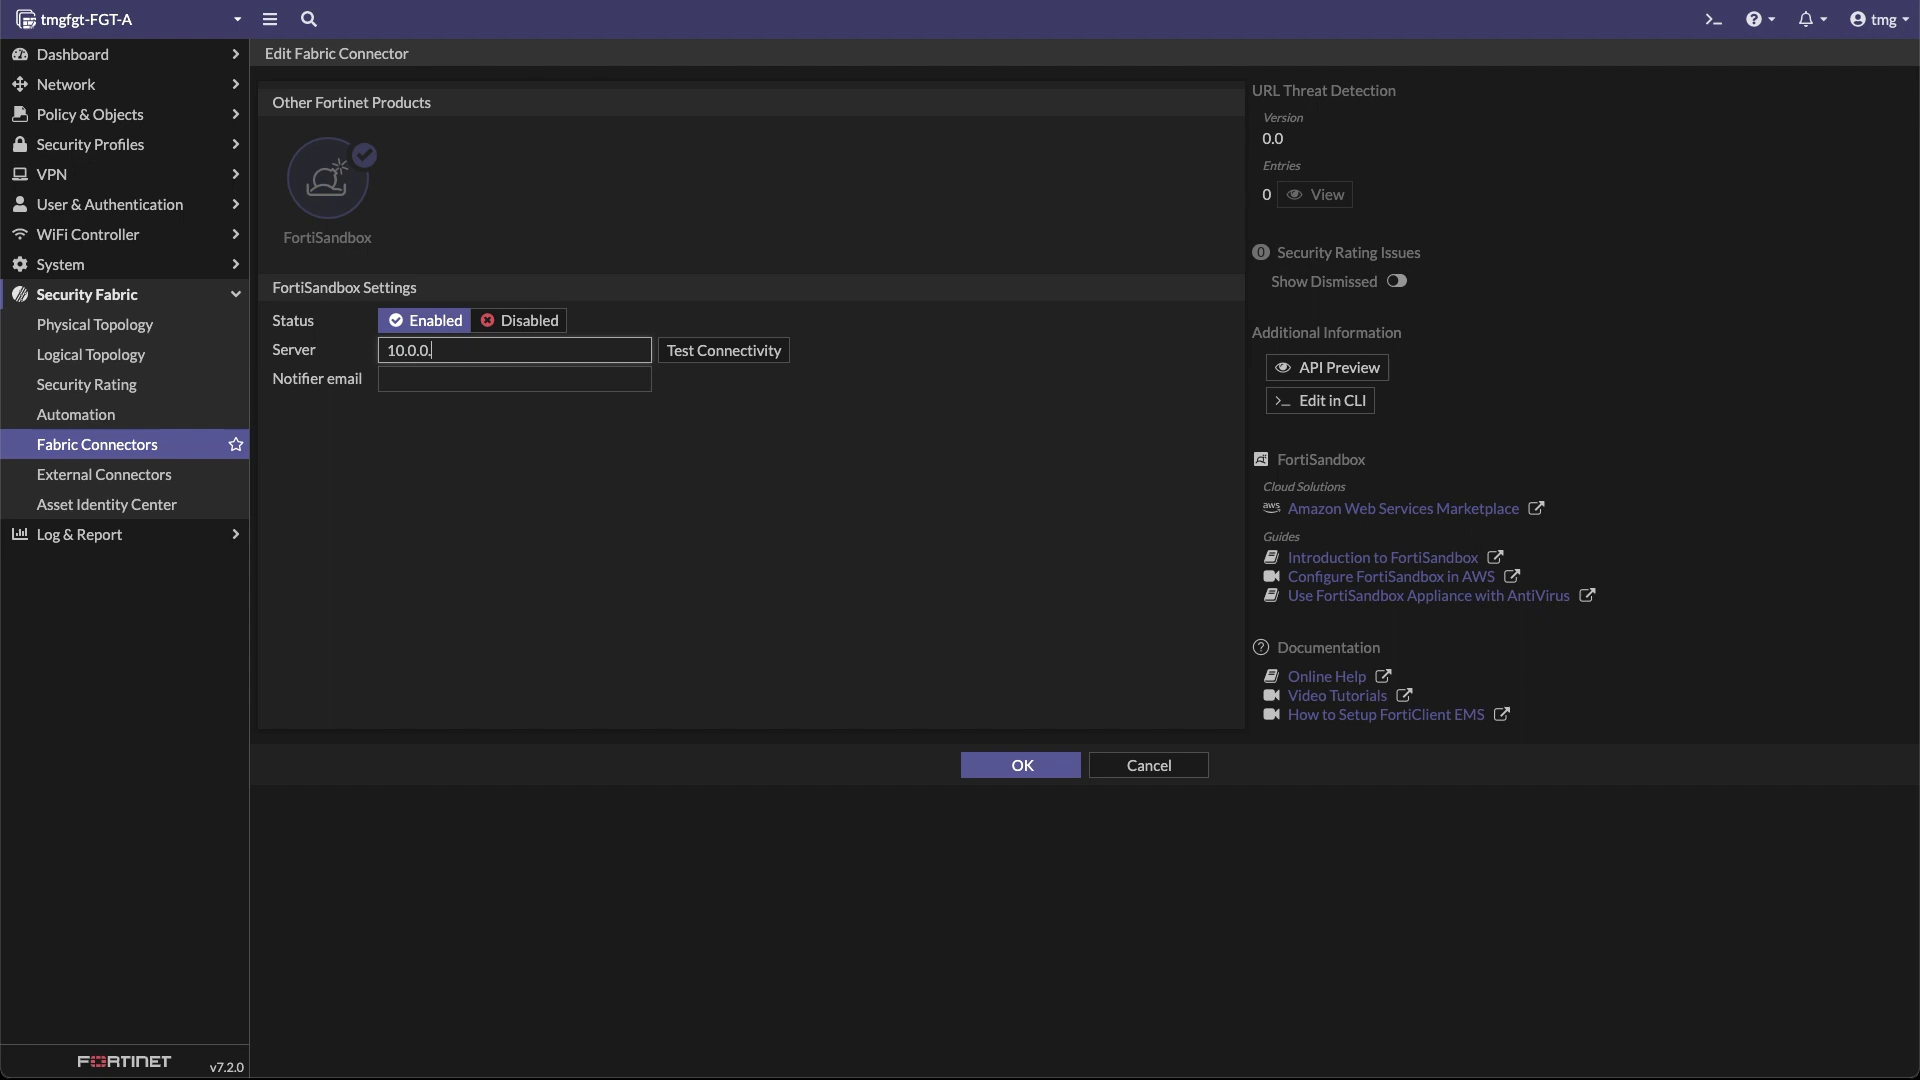 tmgfgt-FGT-A
tmg
Dashboard
Network
Policy & Objects
Security Profiles
VPN
User & Authentication
WiFi Controller
System
Security Fabric
Physical Topology
Logical Topology
Security Rating
Automation
Fabric Connectors
External Connectors
Asset Identity Center
Log & Report
FORTINET
v7.2.0
Edit Fabric Connector
Other Fortinet Products
FortiSandbox
FortiSandbox Settings
Status Enabled Disabled
Server 10.0.0. Test Connectivity
Notifier email
OK Cancel
URL Threat Detection
Version
0.0
Entries
0 View
0 Security Rating Issues
Show Dismissed
Additional Information
API Preview
>_ Edit in CLI
FortiSandbox
Cloud Solutions
aws Amazon Web Services Marketplace
Guides
Introduction to FortiSandbox
Configure FortiSandbox in AWS
Use FortiSandbox Appliance with AntiVirus
Documentation
Online Help
Video Tutorials
How to Setup FortiClient EMS